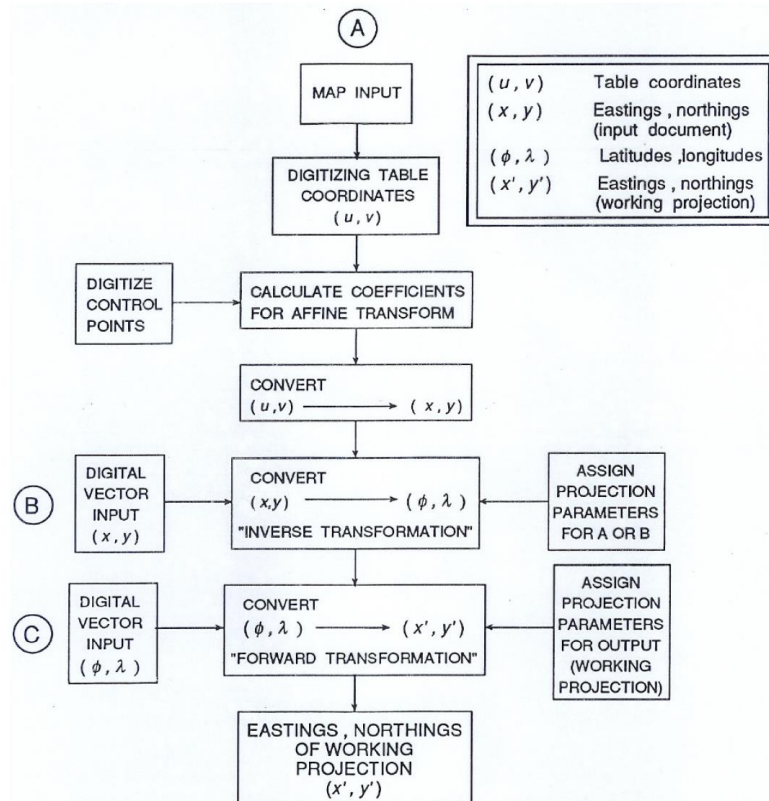 A
MAP INPUT
(u, v) Table coordinates
(x, y) Eastings , northings
(input document)
(ϕ, λ) Latitudes ,longitudes
(x', y') Eastings , northings
(working projection)
DIGITIZING TABLE
COORDINATES
(u, v)
DIGITIZE
CONTROL
POINTS
CALCULATE COEFFICIENTS
FOR AFFINE TRANSFORM
CONVERT
(u,v) → (x, y)
B
DIGITAL
VECTOR
INPUT
(x, y)
CONVERT
(x,y) → (ϕ, λ)
"INVERSE TRANSFORMATION"
ASSIGN
PROJECTION
PARAMETERS
FOR A OR B
C
DIGITAL
VECTOR
INPUT
(ϕ, λ)
CONVERT
(ϕ, λ) → (x', y')
"FORWARD TRANSFORMATION"
ASSIGN
PROJECTION
PARAMETERS
FOR OUTPUT
(WORKING
PROJECTION)
EASTINGS , NORTHINGS
OF WORKING
PROJECTION
(x', y')